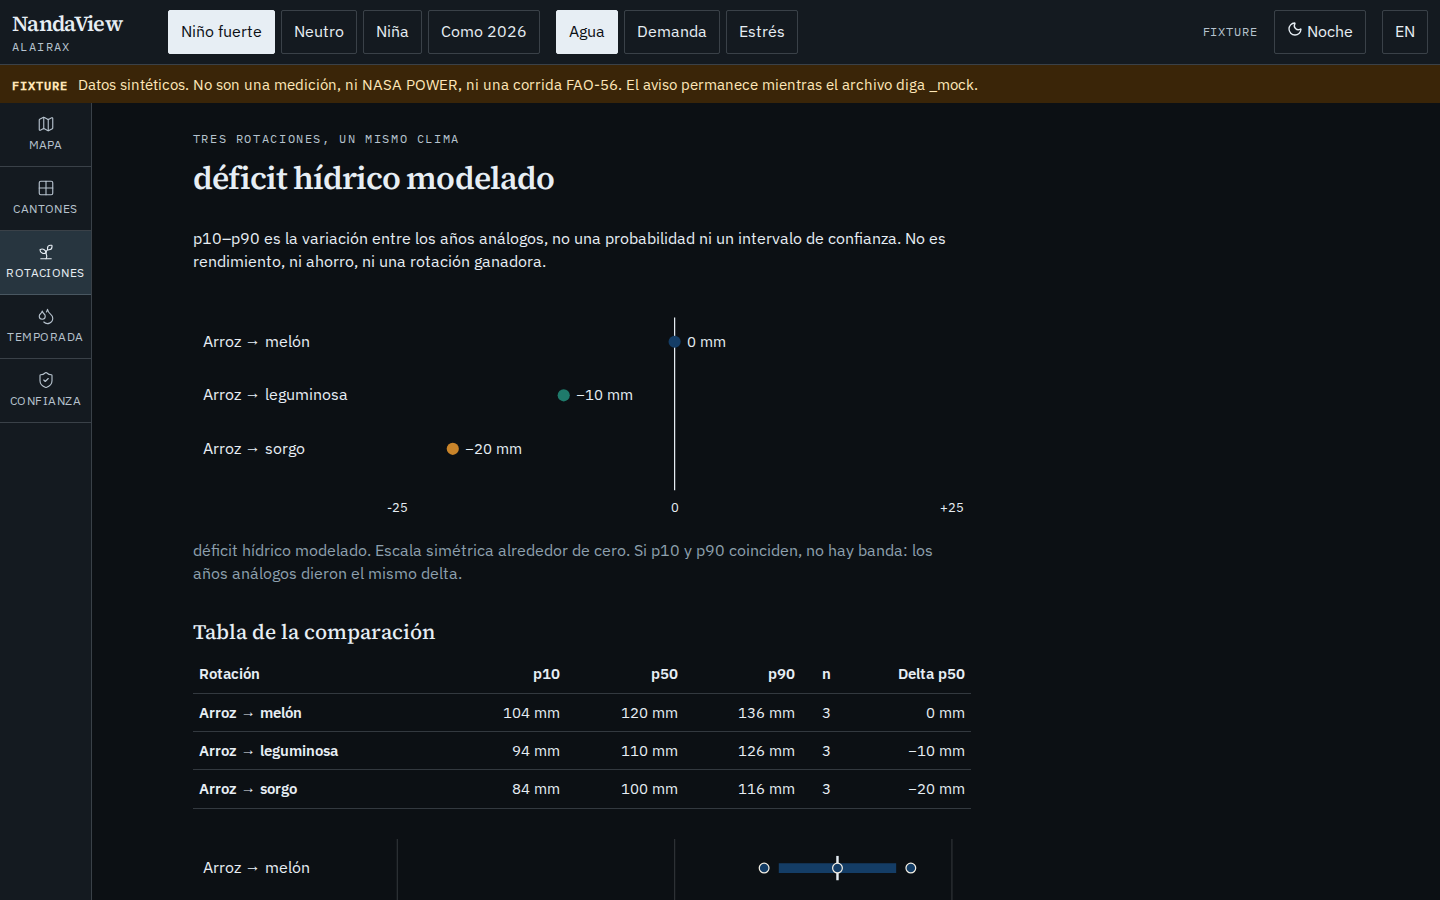 NandaView
ALAIRAX
Niño fuerte
Neutro
Niña
Como 2026
Agua
Demanda
Estrés
FIXTURE
Noche
EN
FIXTURE Datos sintéticos. No son una medición, ni NASA POWER, ni una corrida FAO-56. El aviso permanece mientras el archivo diga _mock.
MAPA
CANTONES
ROTACIONES
TEMPORADA
CONFIANZA
TRES ROTACIONES, UN MISMO CLIMA
déficit hídrico modelado
p10–p90 es la variación entre los años análogos, no una probabilidad ni un intervalo de confianza. No es
rendimiento, ni ahorro, ni una rotación ganadora.
Arroz → melón 0 mm
Arroz → leguminosa −10 mm
Arroz → sorgo −20 mm
-25 0 +25
déficit hídrico modelado. Escala simétrica alrededor de cero. Si p10 y p90 coinciden, no hay banda: los
años análogos dieron el mismo delta.
Tabla de la comparación
Rotación p10 p50 p90 n Delta p50
Arroz → melón 104 mm 120 mm 136 mm 3 0 mm
Arroz → leguminosa 94 mm 110 mm 126 mm 3 −10 mm
Arroz → sorgo 84 mm 100 mm 116 mm 3 −20 mm
Arroz → melón